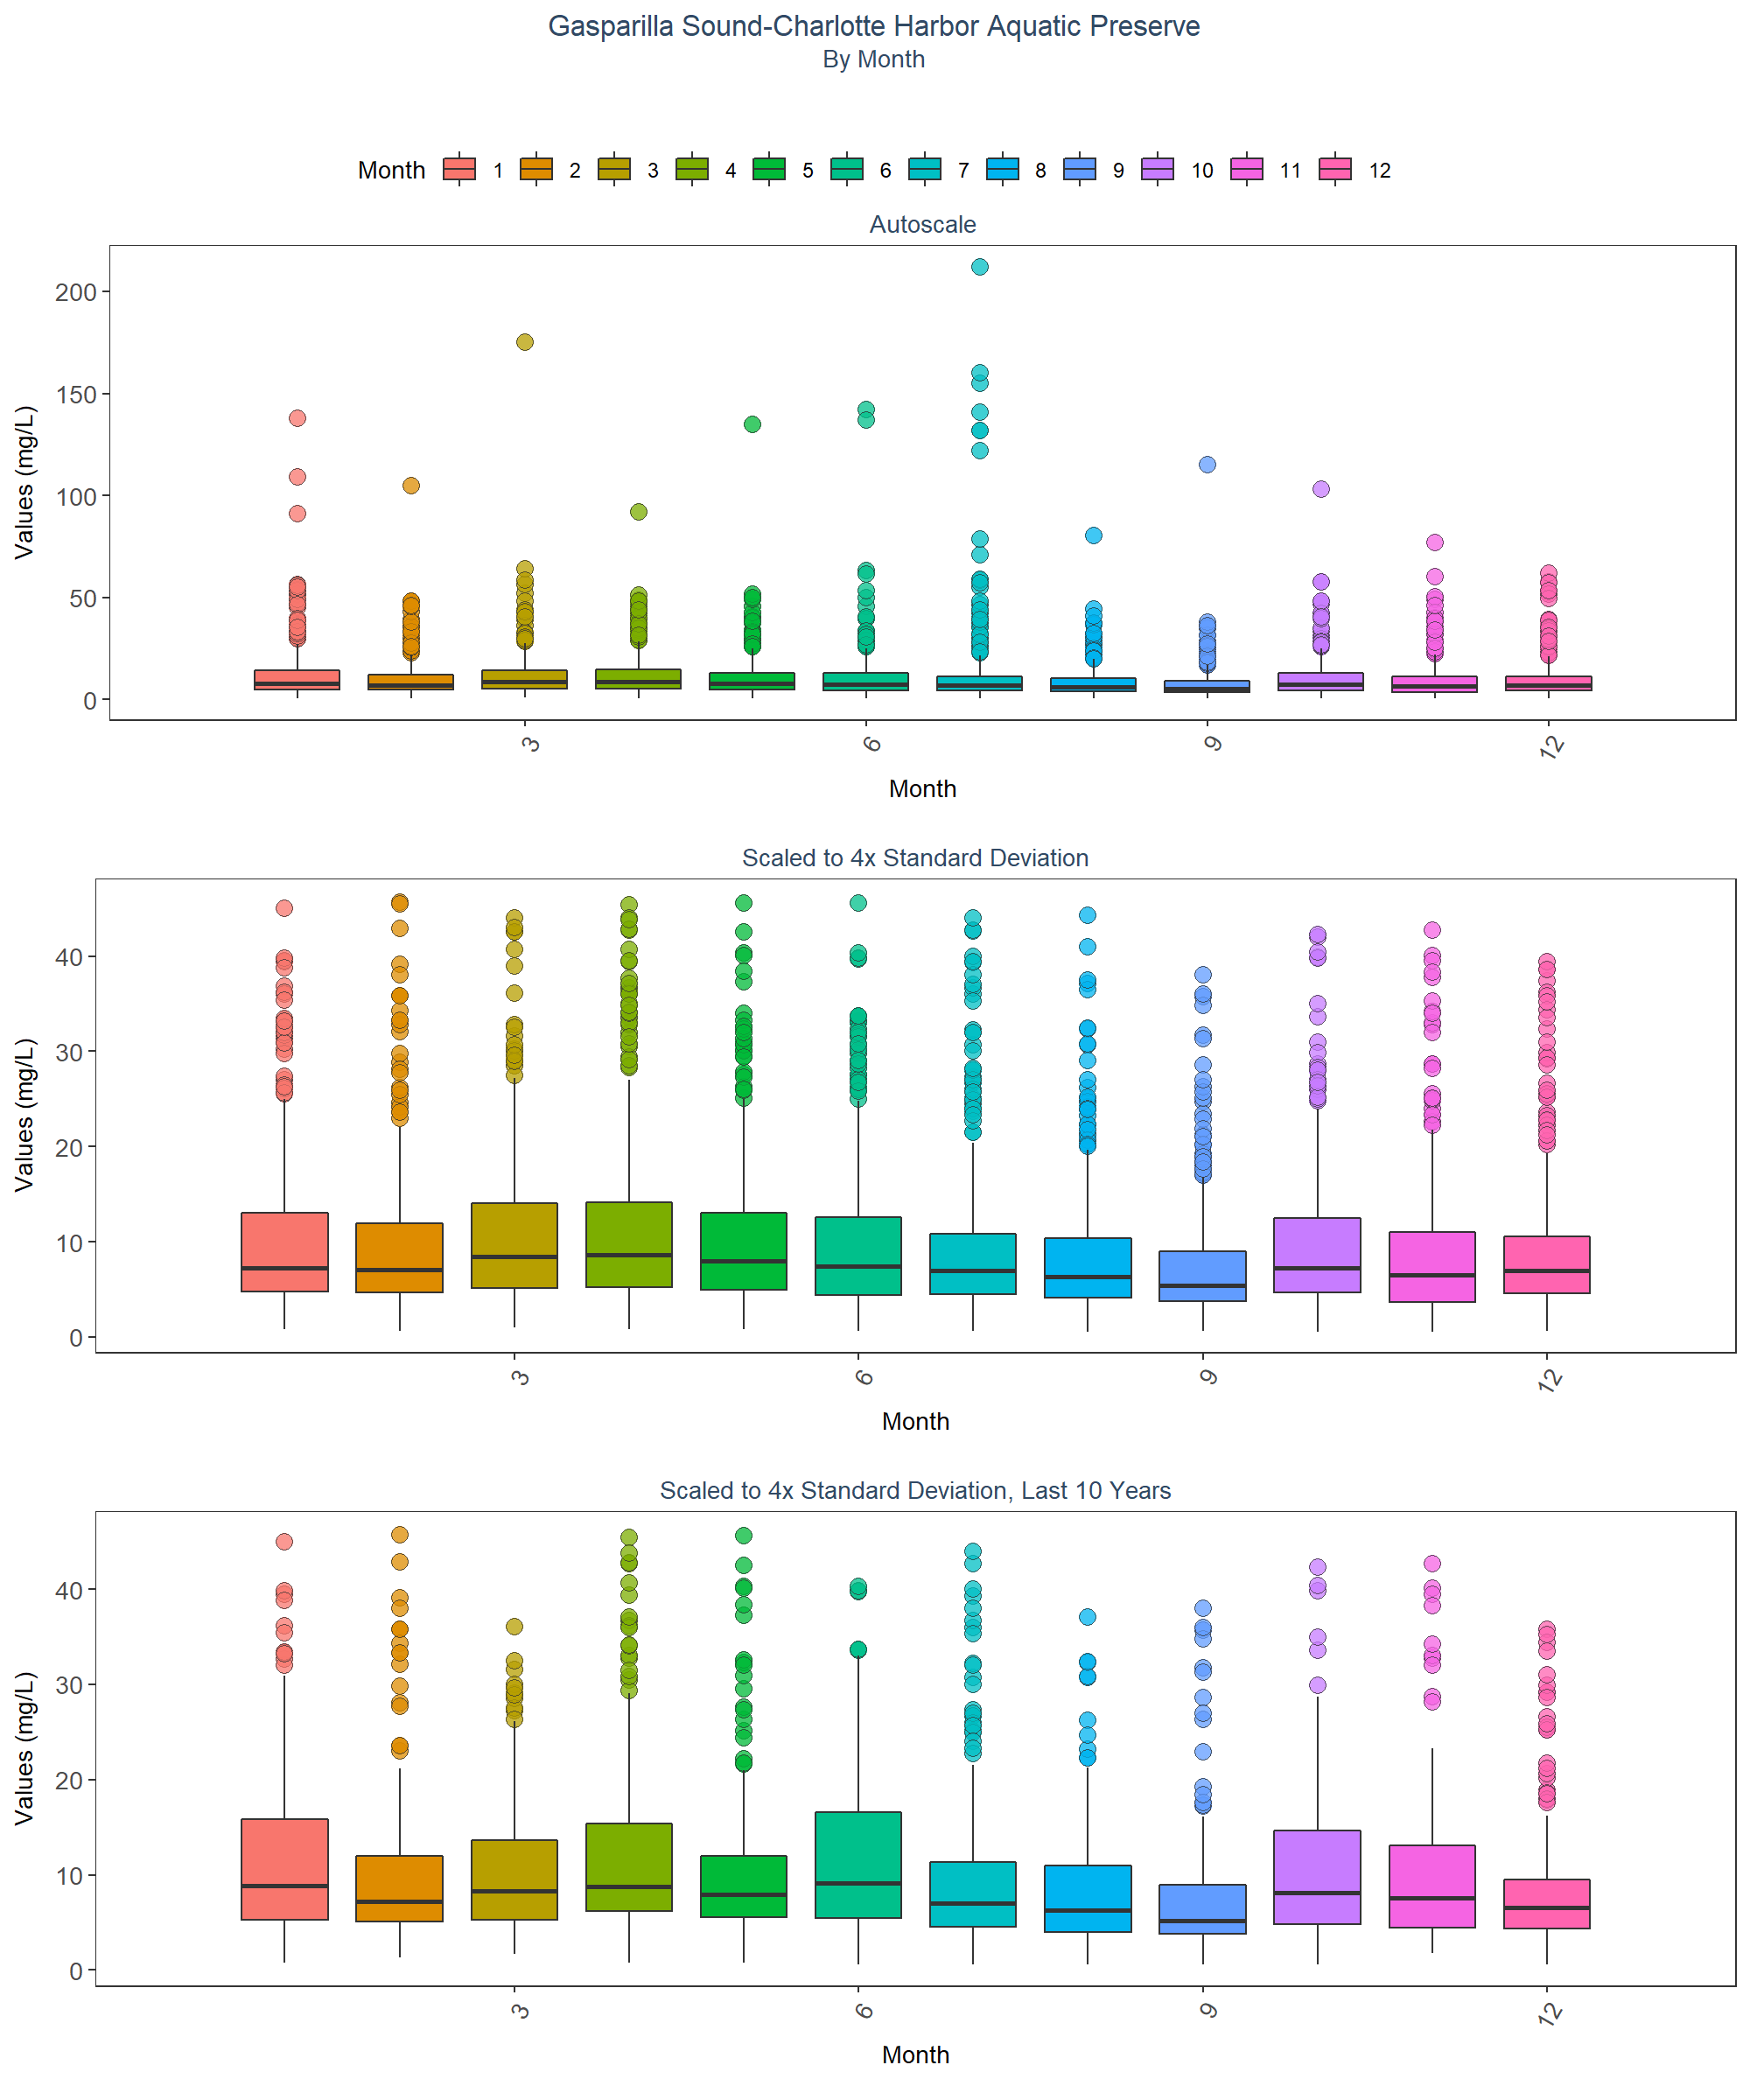 Gasparilla Sound-Charlotte Harbor Aquatic Preserve
By Month
Month 1 2 3 4 5 6 7 8 9 10 11 12
Autoscale
Values (mg/L)
200
150
100
50
0
3 6 9 12
Month
Scaled to 4x Standard Deviation
Values (mg/L)
40
30
20
10
0
3 6 9 12
Month
Scaled to 4x Standard Deviation, Last 10 Years
Values (mg/L)
40
30
20
10
0
3 6 9 12
Month